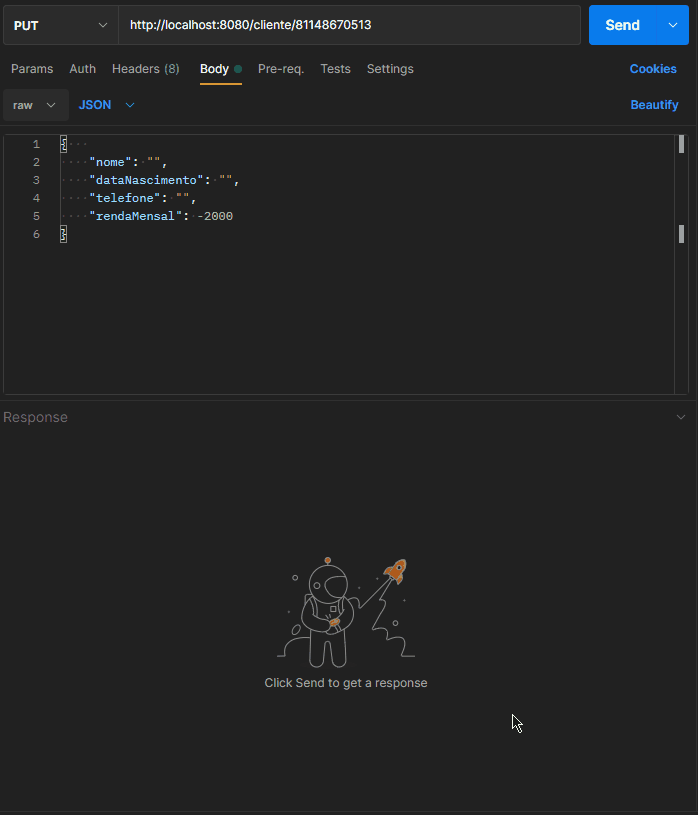 PUT http://localhost:8080/cliente/81148670513 Send
Params Auth Headers (8) Body Pre-req. Tests Settings Cookies
raw JSON Beautify
1 {
2 "nome": "",
3 "dataNascimento": "",
4 "telefone": "",
5 "rendaMensal": -2000
6 }
Response
Click Send to get a response